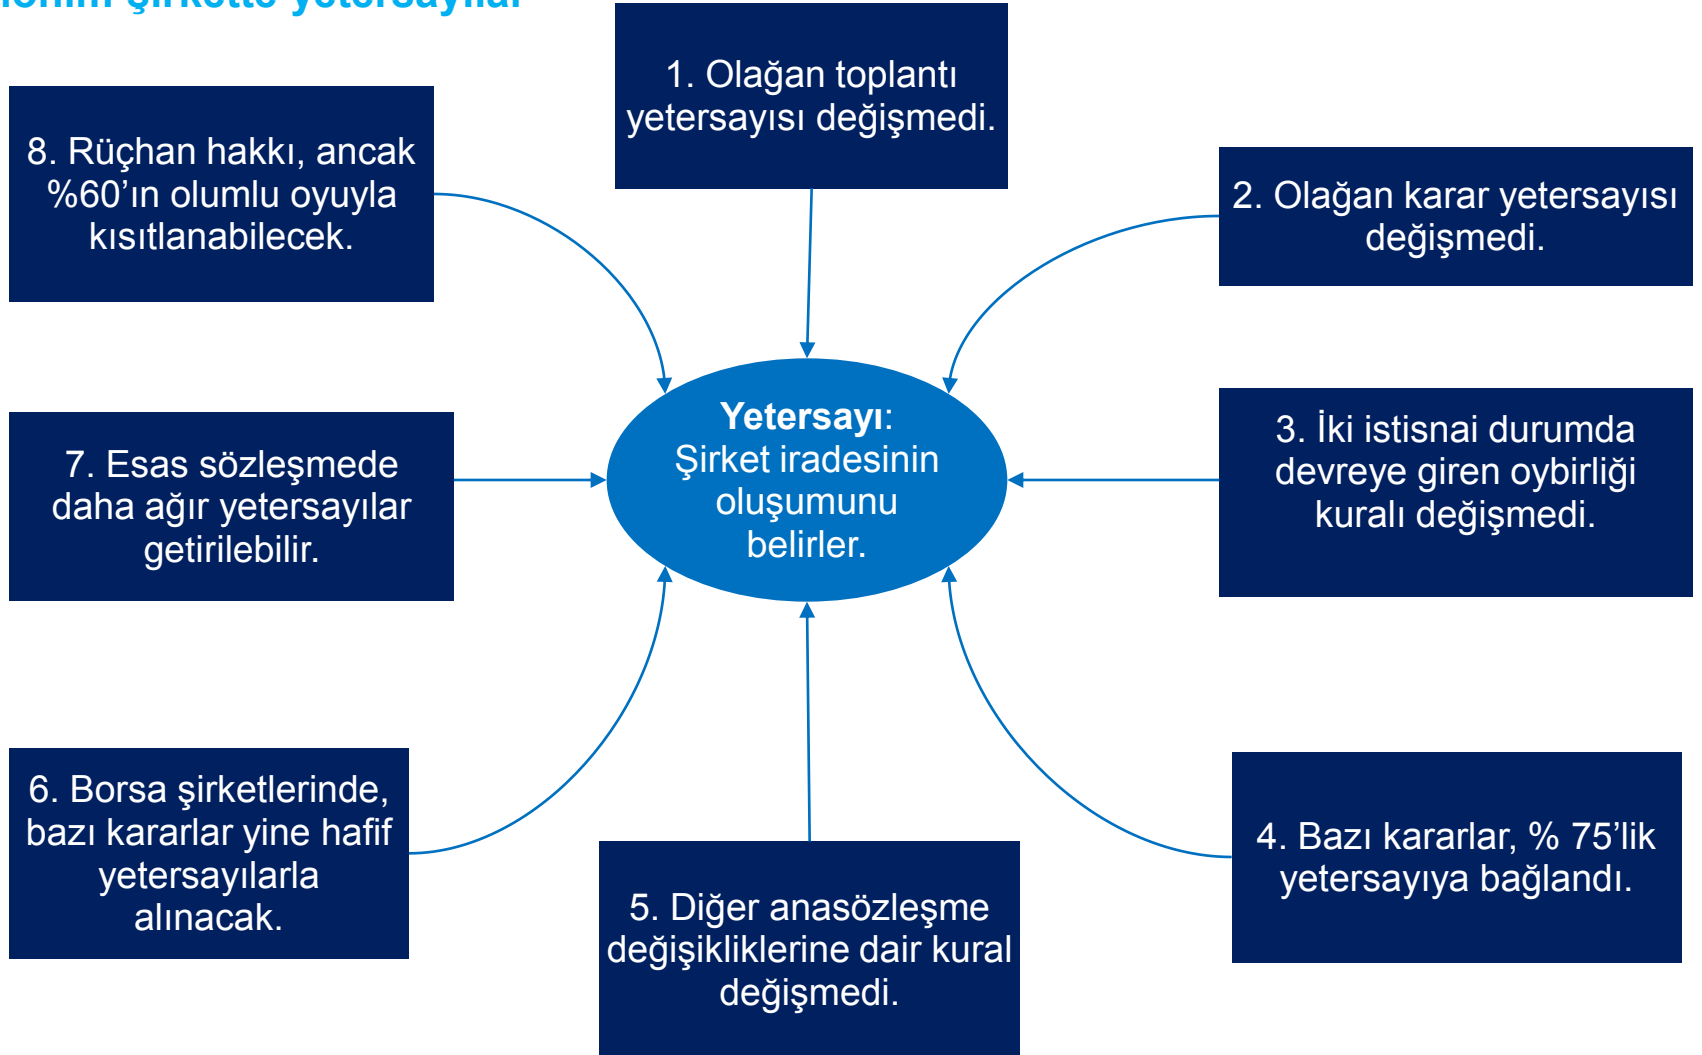 şirkette yetersayılar
1. Olağan toplantı
yetersayısı değişmedi.
2. Olağan karar yetersayısı
değişmedi.
3. İki istisnai durumda
devreye giren oybirliği
kuralı değişmedi.
4. Bazı kararlar, % 75’lik
yetersayıya bağlandı.
5. Diğer anasözleşme
değişikliklerine dair kural
değişmedi.
6. Borsa şirketlerinde,
bazı kararlar yine hafif
yetersayılarla
alınacak.
7. Esas sözleşmede
daha ağır yetersayılar
getirilebilir.
8. Rüçhan hakkı, ancak
%60’ın olumlu oyuyla
kısıtlanabilecek.
Yetersayı:
Şirket iradesinin
oluşumunu
belirler.